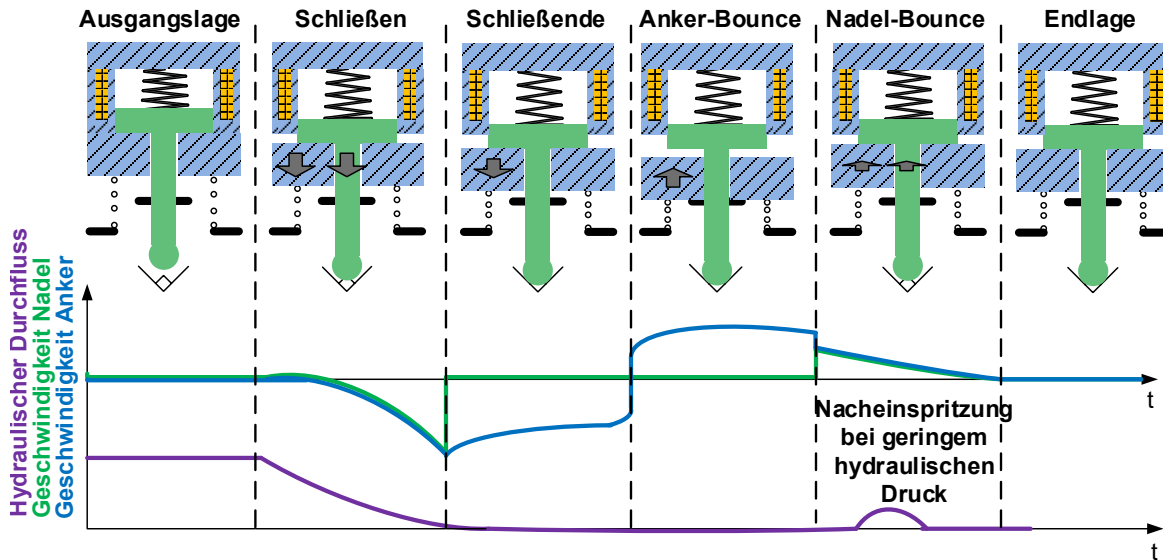 Ausgangslage
Schließen
Schließende
Anker-Bounce
Nadel-Bounce
Endlage
Hydraulischer Durchfluss
Geschwindigkeit Nadel
Geschwindigkeit Anker
t
Nacheinspritzung
bei geringem
hydraulischen
Druck
t